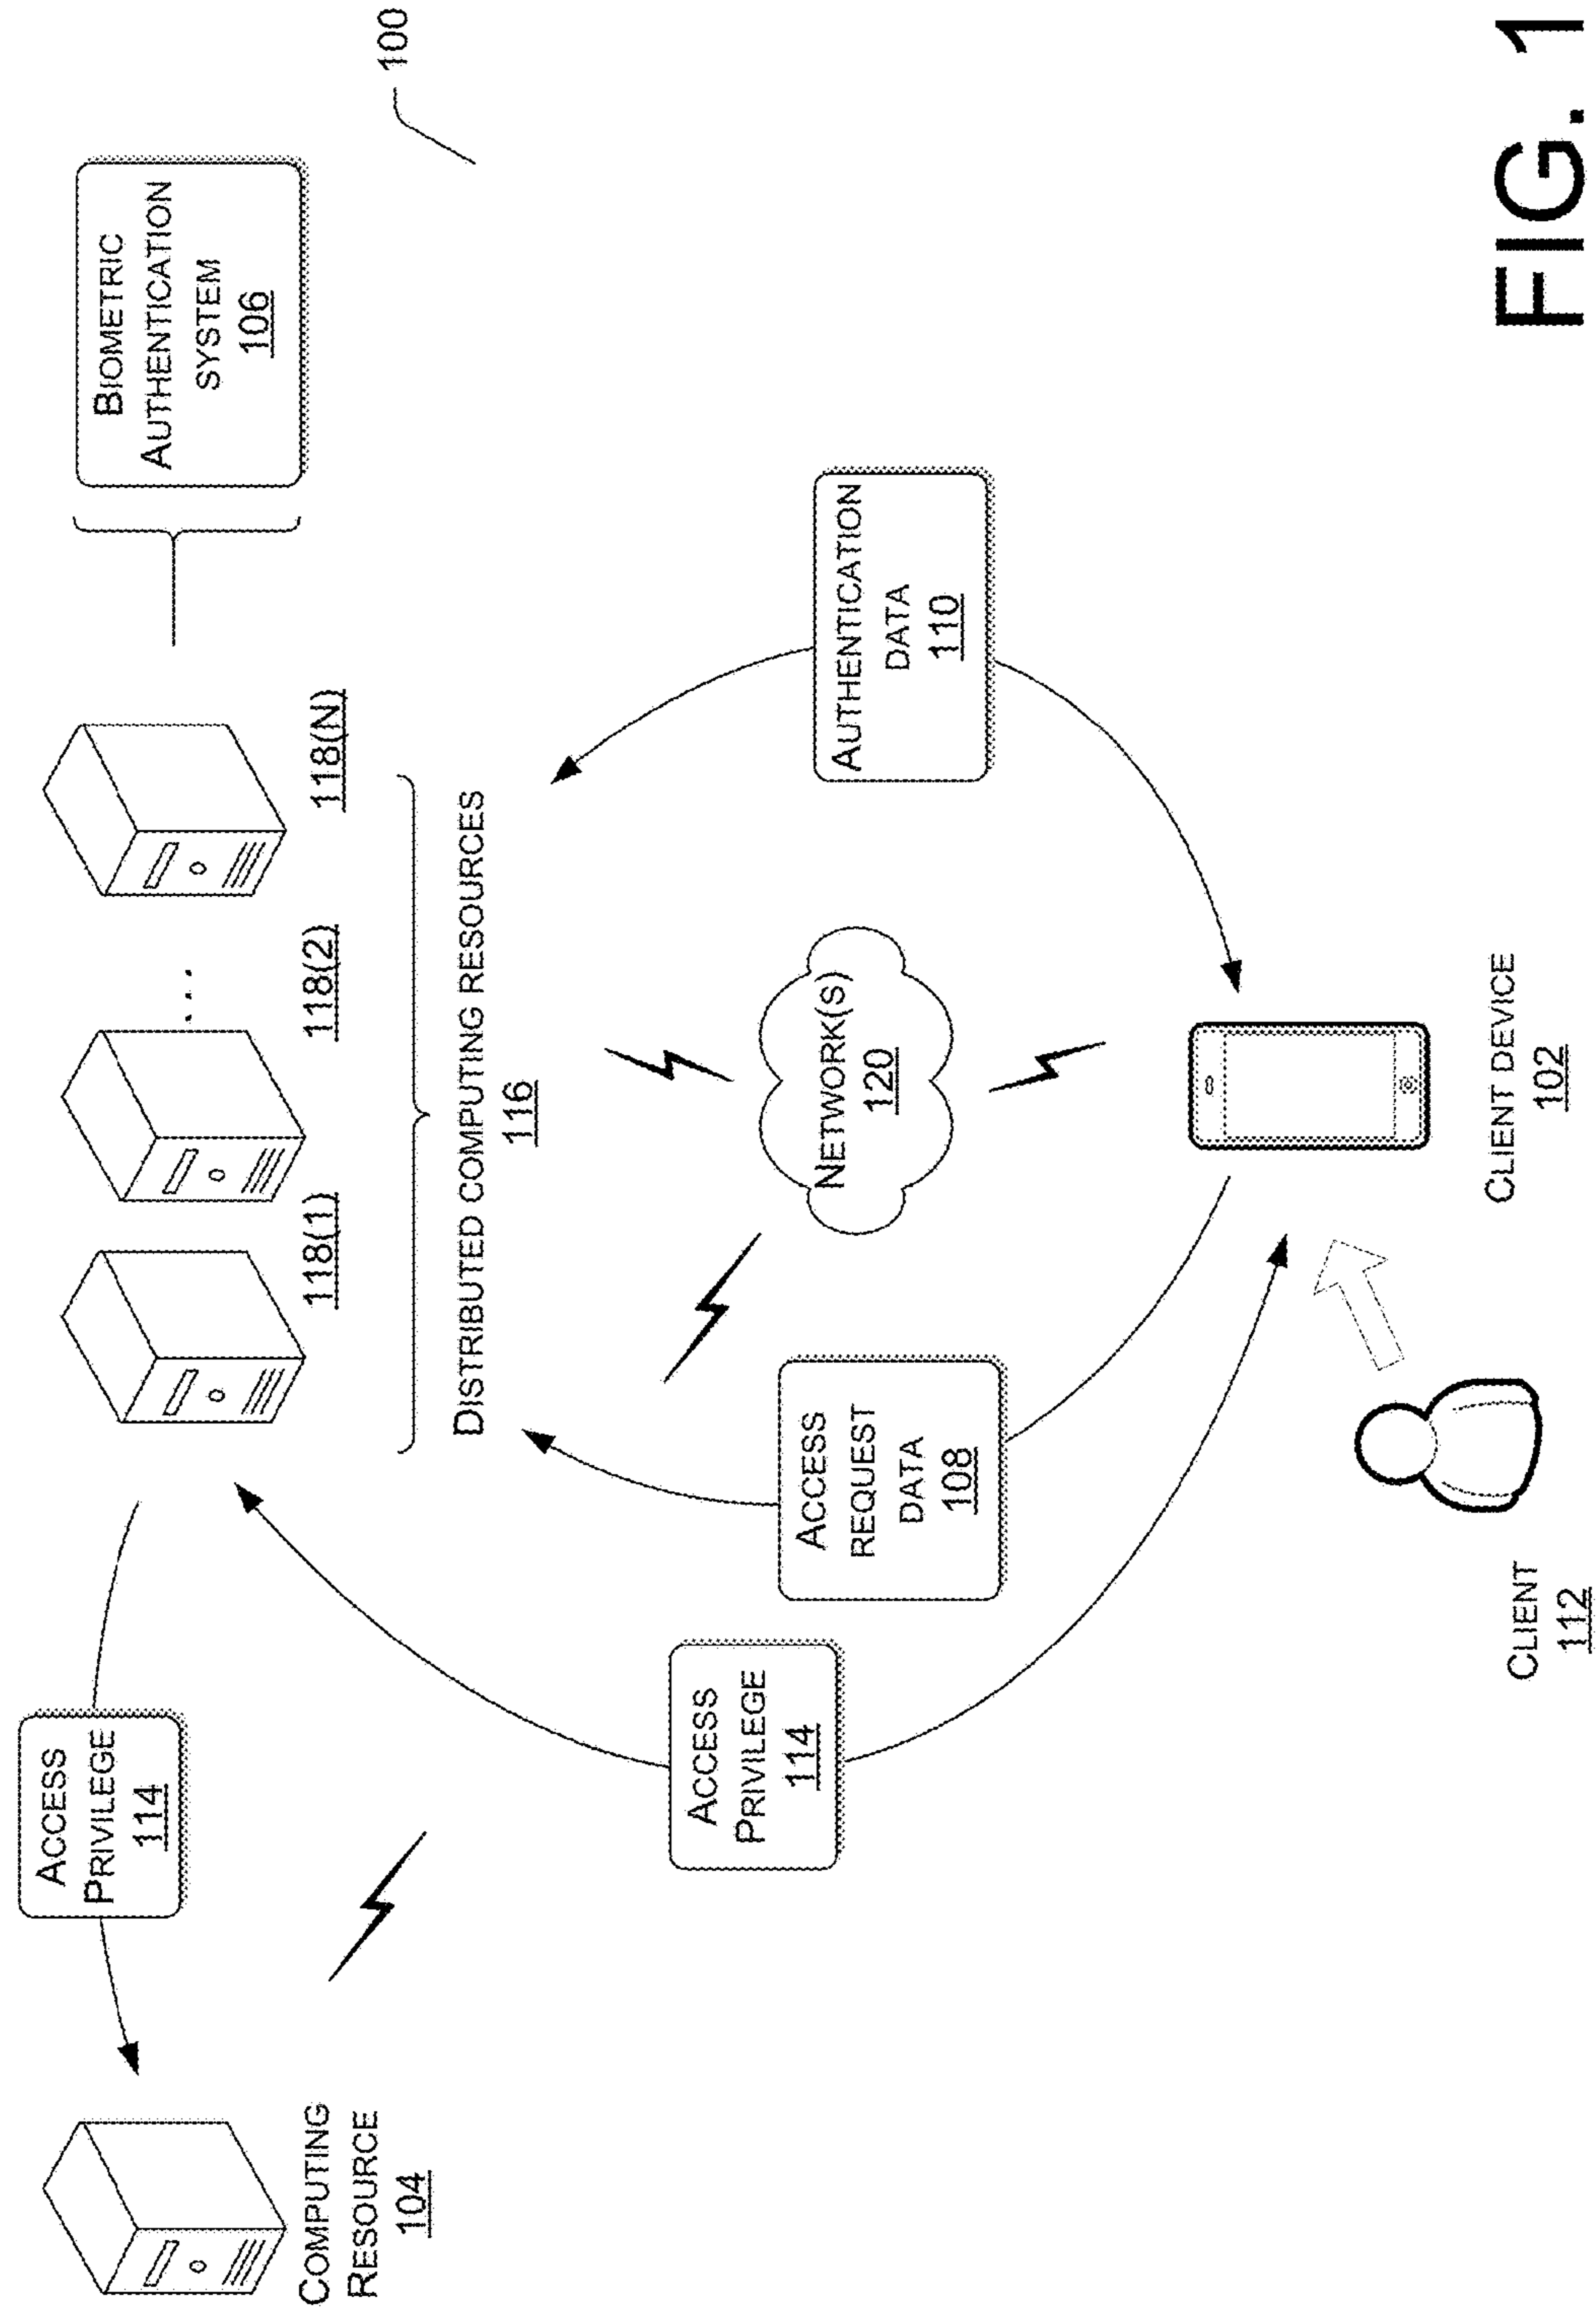 100
BIOMETRIC
AUTHENTICATION
SYSTEM
106
ACCESS
PRIVILEGE
114
COMPUTING
RESOURCE
104
118(1)
118(2)
...
118(N)
DISTRIBUTED COMPUTING RESOURCES
116
ACCESS
PRIVILEGE
114
ACCESS
REQUEST
DATA
108
NETWORK(S)
120
AUTHENTICATION
DATA
110
CLIENT
112
CLIENT DEVICE
102
FIG. 1